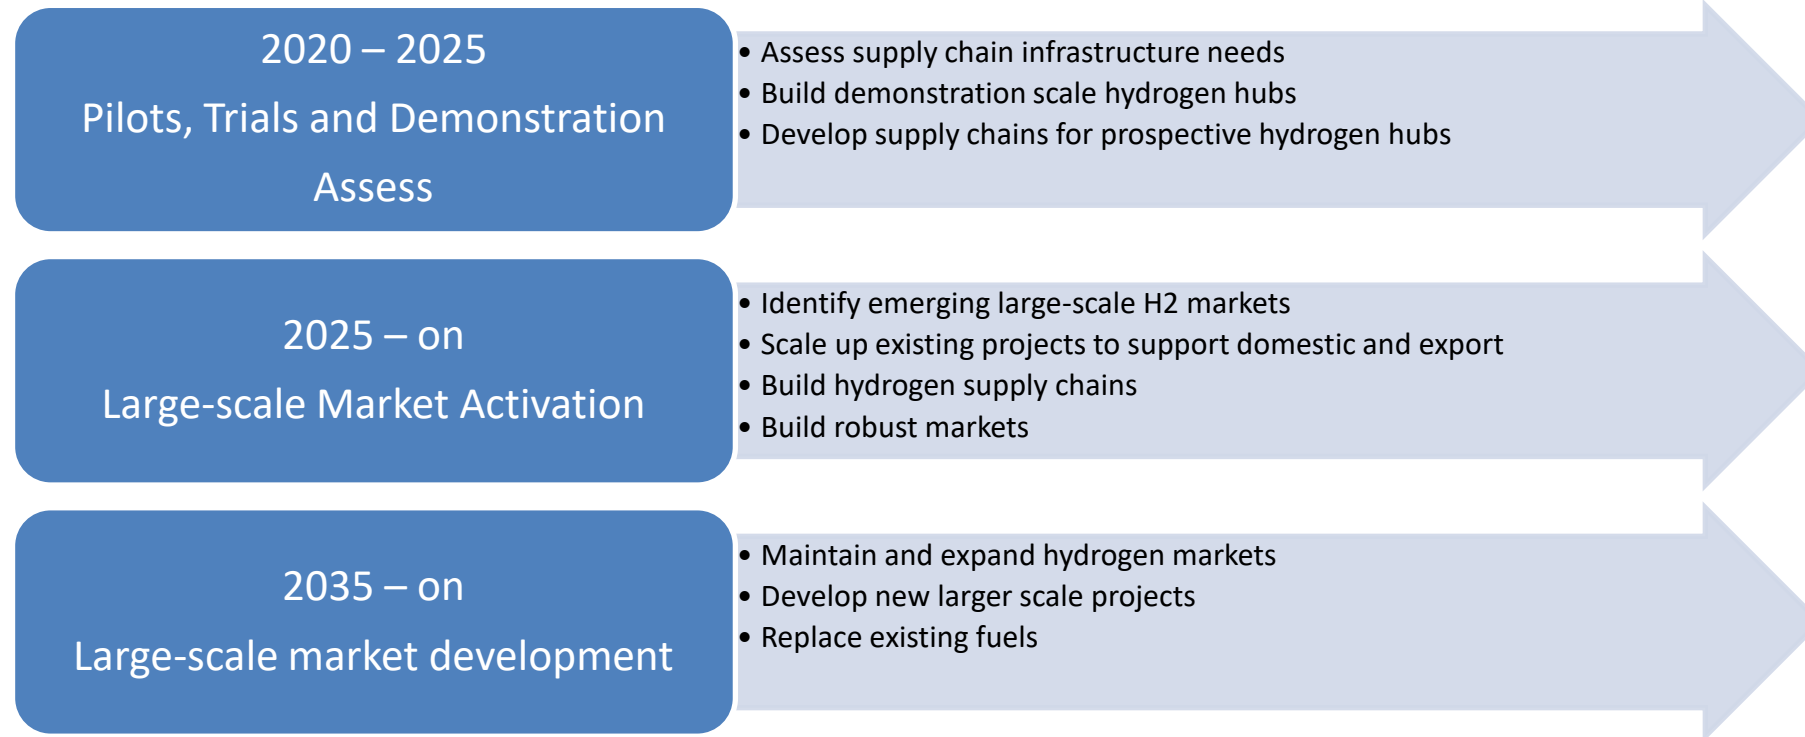 2020 – 2025
Pilots, Trials and Demonstration
Assess
• Assess supply chain infrastructure needs
• Build demonstration scale hydrogen hubs
• Develop supply chains for prospective hydrogen hubs
2025 – on
Large-scale Market Activation
• Identify emerging large-scale H2 markets
• Scale up existing projects to support domestic and export
• Build hydrogen supply chains
• Build robust markets
2035 – on
Large-scale market development
• Maintain and expand hydrogen markets
• Develop new larger scale projects
• Replace existing fuels